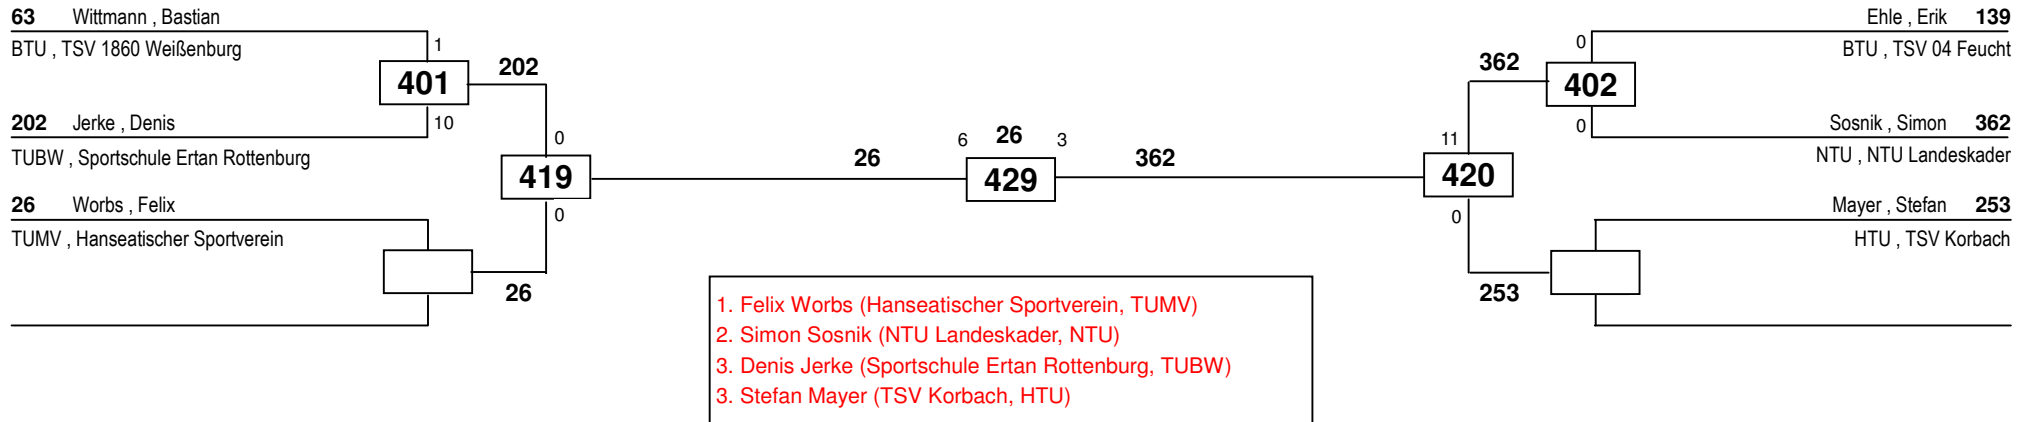 63 Wittmann , Bastian
BTU , TSV 1860 Weißenburg
1
401
202
10
202 Jerke , Denis
TUBW , Sportschule Ertan Rottenburg
0
419
0
26 Worbs , Felix
TUMV , Hanseatischer Sportverein
26
26
6 26 3
429
362
Ehle , Erik 139
BTU , TSV 04 Feucht
0
362
402
0
Sosnik , Simon 362
NTU , NTU Landeskader
11
420
0
Mayer , Stefan 253
HTU , TSV Korbach
253
1. Felix Worbs (Hanseatischer Sportverein, TUMV)
2. Simon Sosnik (NTU Landeskader, NTU)
3. Denis Jerke (Sportschule Ertan Rottenburg, TUBW)
3. Stefan Mayer (TSV Korbach, HTU)